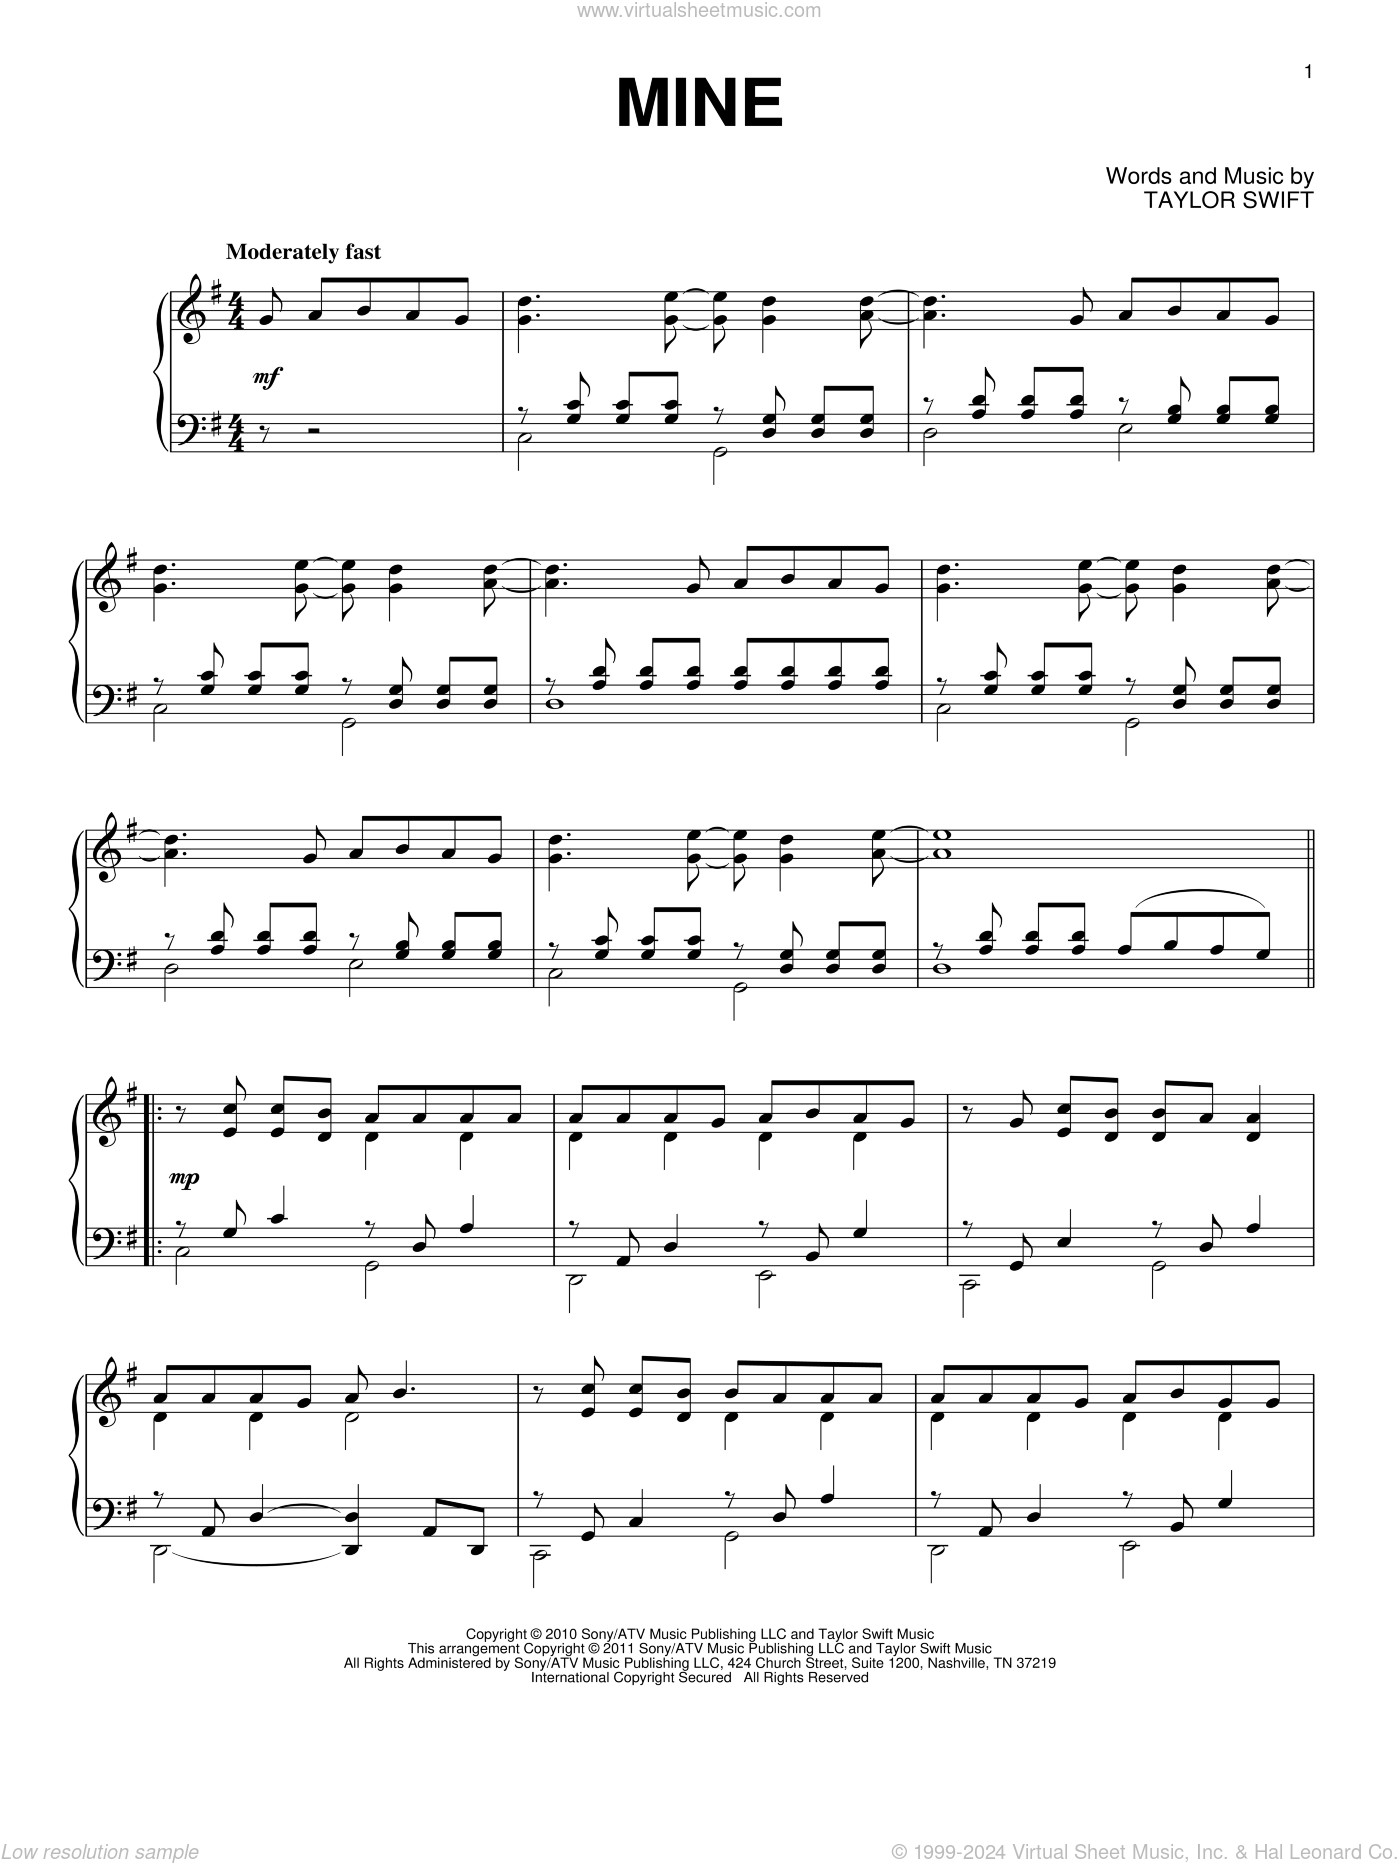 www.virtualsheetmusic.com
1
MINE
Words and Music by
TAYLOR SWIFT
Moderately fast
mf
mp
Copyright © 2010 Sony/ATV Music Publishing LLC and Taylor Swift Music
This arrangement Copyright © 2011 Sony/ATV Music Publishing LLC and Taylor Swift Music
All Rights Administered by Sony/ATV Music Publishing LLC, 424 Church Street, Suite 1200, Nashville, TN 37219
International Copyright Secured   All Rights Reserved
Low resolution sample
© 1999-2024 Virtual Sheet Music, Inc. & Hal Leonard Co.